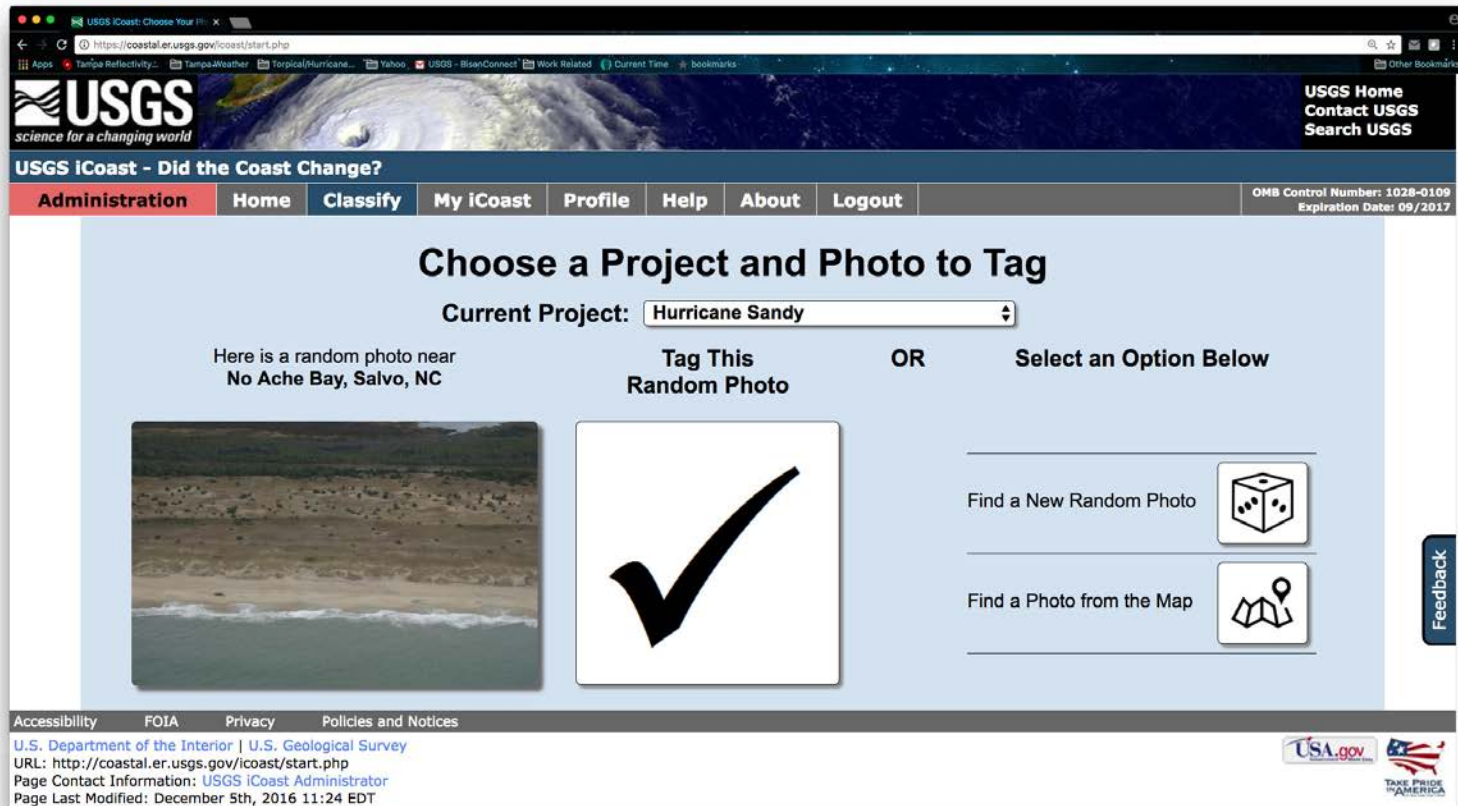 USGS iCoast: Choose Your Ph
https://coastal.er.usgs.gov/icoast/start.php
Apps Tampa Reflectivity... TampaWeather Torpical/Hurricane... Yahoo USGS - BisonConnect Work Related Current Time bookmarks Other Bookmarks
USGS
science for a changing world
USGS Home
Contact USGS
Search USGS
USGS iCoast - Did the Coast Change?
Administration Home Classify My iCoast Profile Help About Logout
OMB Control Number: 1028-0109
Expiration Date: 09/2017
Choose a Project and Photo to Tag
Current Project: Hurricane Sandy
Here is a random photo near
No Ache Bay, Salvo, NC
Tag This
Random Photo
OR
Select an Option Below
Find a New Random Photo
Find a Photo from the Map
Feedback
Accessibility FOIA Privacy Policies and Notices
U.S. Department of the Interior | U.S. Geological Survey
URL: http://coastal.er.usgs.gov/icoast/start.php
Page Contact Information: USGS iCoast Administrator
Page Last Modified: December 5th, 2016 11:24 EDT
USA.gov
TAKE PRIDE
IN AMERICA